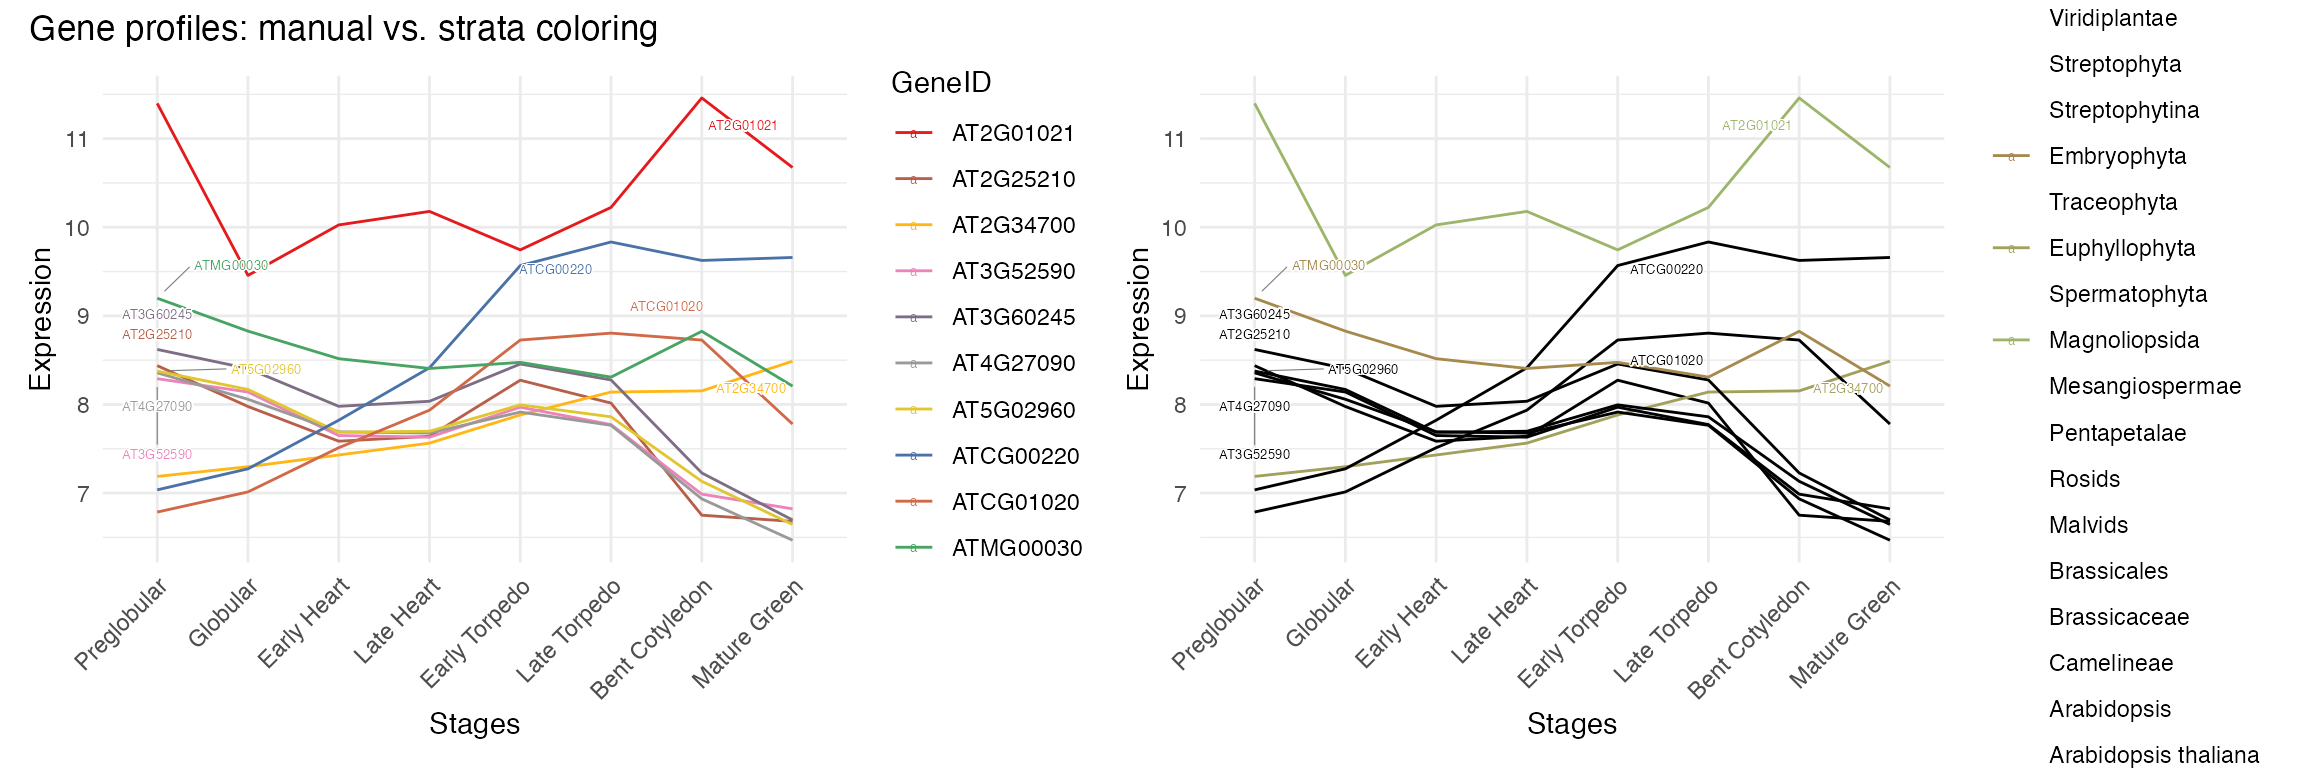 Gene profiles: manual vs. strata coloring
Expression
11
10
9
8
7
AT2G01021
ATMG00030
ATCG00220
AT3G60245
ATCG01020
AT2G25210
AT5G02960
AT2G34700
AT4G27090
AT3G52590
Preglobular
Globular
Early Heart
Late Heart
Early Torpedo
Late Torpedo
Bent Cotyledon
Mature Green
Stages
GeneID
a AT2G01021
a AT2G25210
a AT2G34700
a AT3G52590
a AT3G60245
a AT4G27090
a AT5G02960
a ATCG00220
a ATCG01020
a ATMG00030
Expression
11
10
9
8
7
AT2G01021
ATMG00030
ATCG00220
AT3G60245
AT2G25210
ATCG01020
AT5G02960
AT2G34700
AT4G27090
AT3G52590
Preglobular
Globular
Early Heart
Late Heart
Early Torpedo
Late Torpedo
Bent Cotyledon
Mature Green
Stages
Viridiplantae
Streptophyta
Streptophytina
a Embryophyta
Traceophyta
a Euphyllophyta
Spermatophyta
a Magnoliopsida
Mesangiospermae
Pentapetalae
Rosids
Malvids
Brassicales
Brassicaceae
Camelineae
Arabidopsis
Arabidopsis thaliana